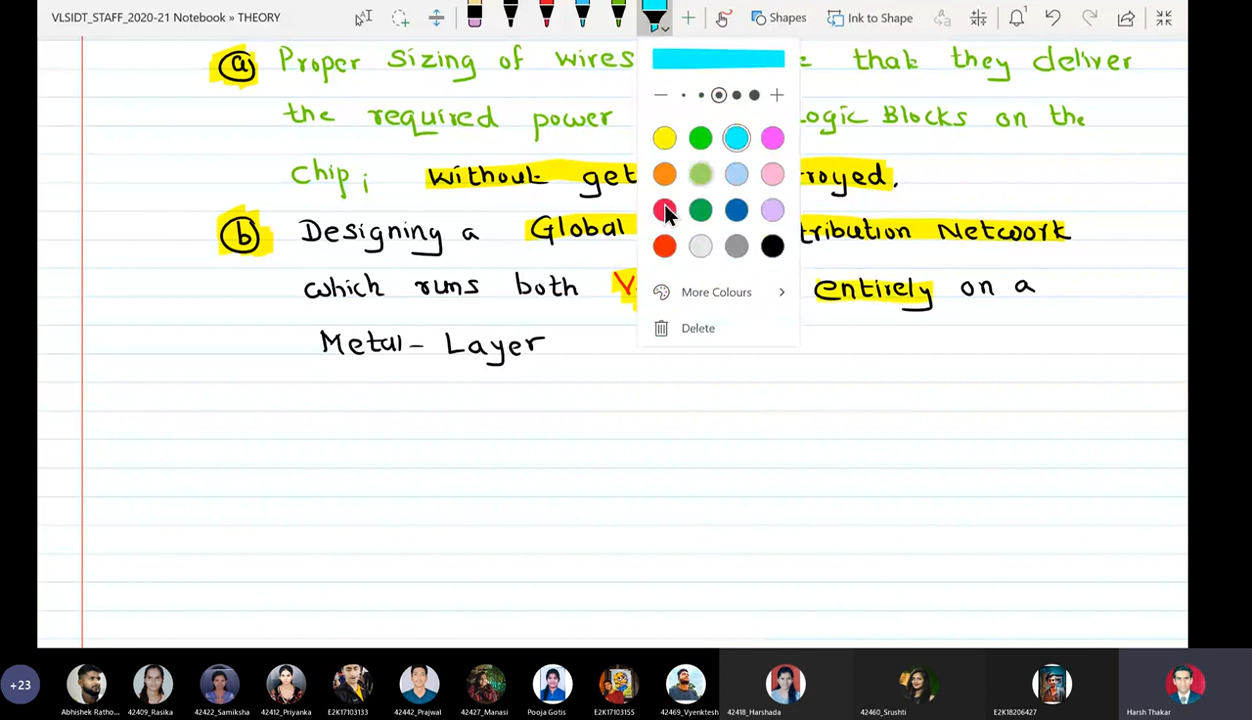 VLSIDT_STAFF_2020-21 Notebook » THEORY
Shapes
Ink to Shape
a Proper sizing of wires that they deliver
the required power Logic Blocks on the
chip; without get royed.
b Designing a Global tribution Network
which runs both V entirely on a
Metal - Layer
More Colours
Delete
+23
Abhishek Ratho...
42409_Rasika
42422_Samiksha
42412_Priyanka
E2K17103133
42442_Prajwal
42427_Manasi
Pooja Gotis
E2K17103155
42469_Vyenktesh
42418_Harshada
42460_Srushti
E2K18206427
Harsh Thakar